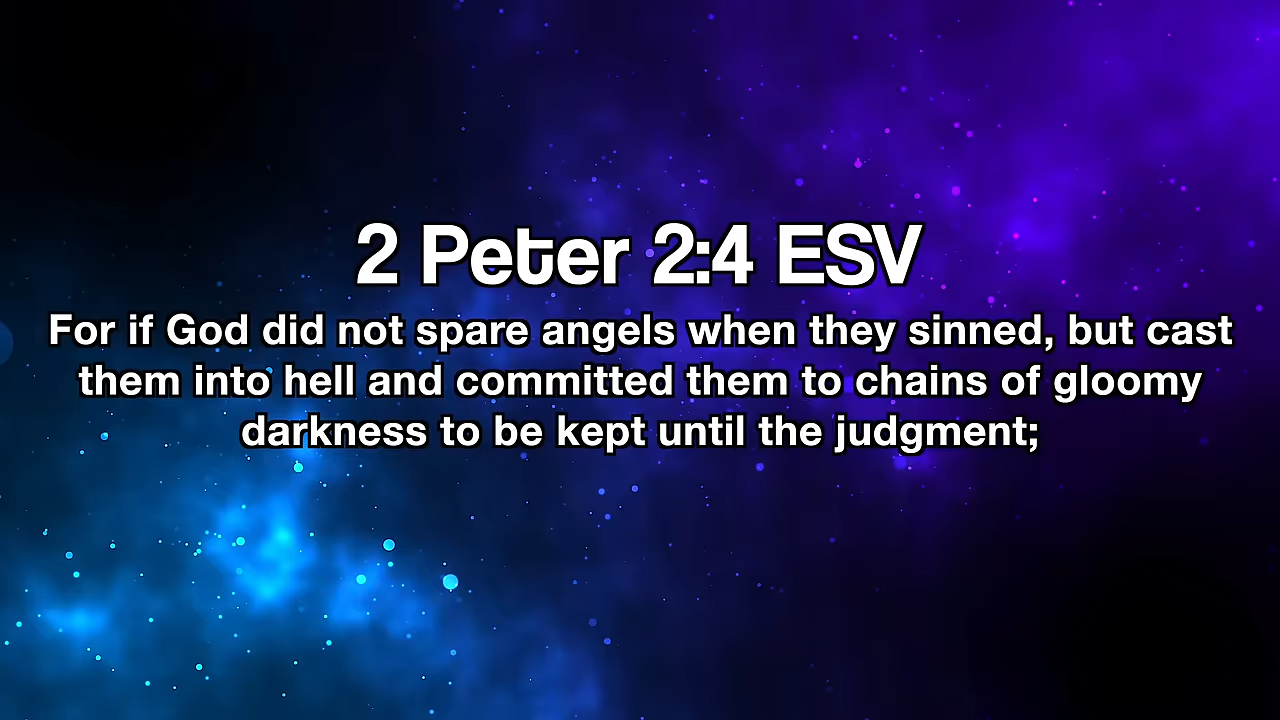 2 Peter 2:4 ESV
For if God did not spare angels when they sinned, but cast
them into hell and committed them to chains of gloomy
darkness to be kept until the judgment;